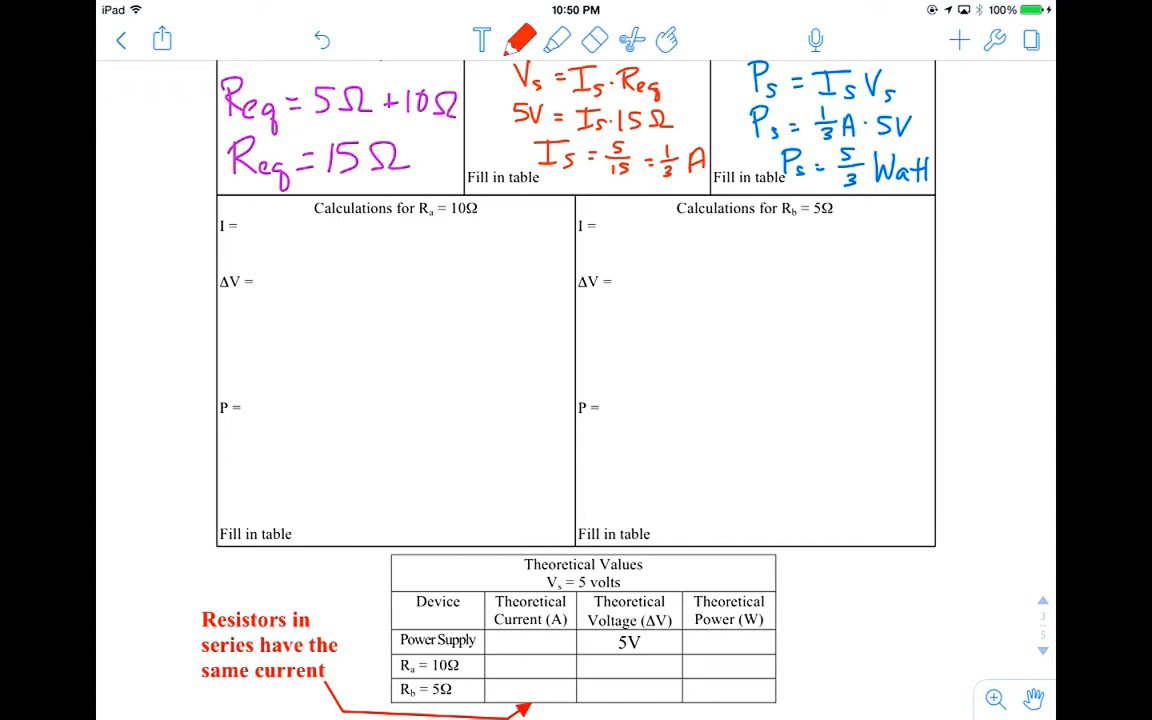 iPad 10:50 PM 100%
Req = 5Ω + 10Ω
Req = 15Ω
Vs = Is · Req
5V = Is · 15Ω
Is = 5/15 = 1/3 A
Fill in table
Ps = Is Vs
Ps = 1/3 A · 5V
Ps = 5/3 Watt
Fill in table
Calculations for Ra = 10Ω
I =
ΔV =
P =
Fill in table
Calculations for Rb = 5Ω
I =
ΔV =
P =
Fill in table
Theoretical Values
Vs = 5 volts
Device Theoretical Current (A) Theoretical Voltage (ΔV) Theoretical Power (W)
Power Supply 5V
Ra = 10Ω
Rb = 5Ω
Resistors in
series have the
same current
T
3
5